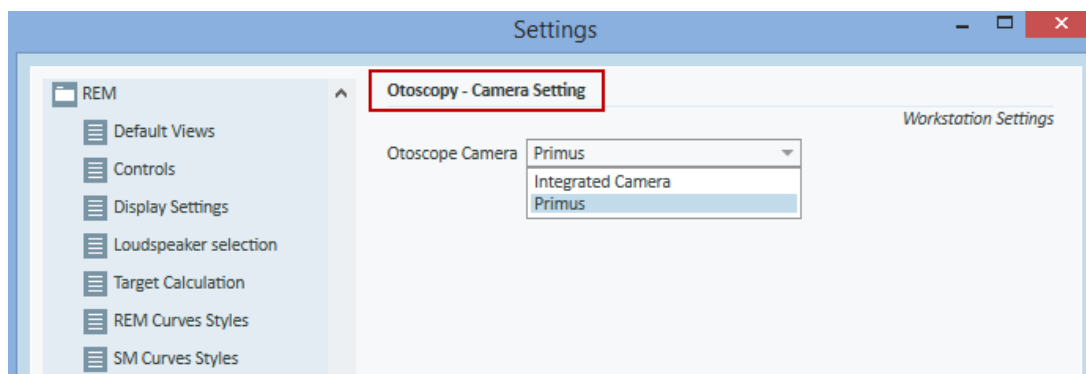 Settings
REM
Default Views
Controls
Display Settings
Loudspeaker selection
Target Calculation
REM Curves Styles
SM Curves Styles
Otoscopy - Camera Setting
Workstation Settings
Otoscope Camera Primus
Integrated Camera
Primus